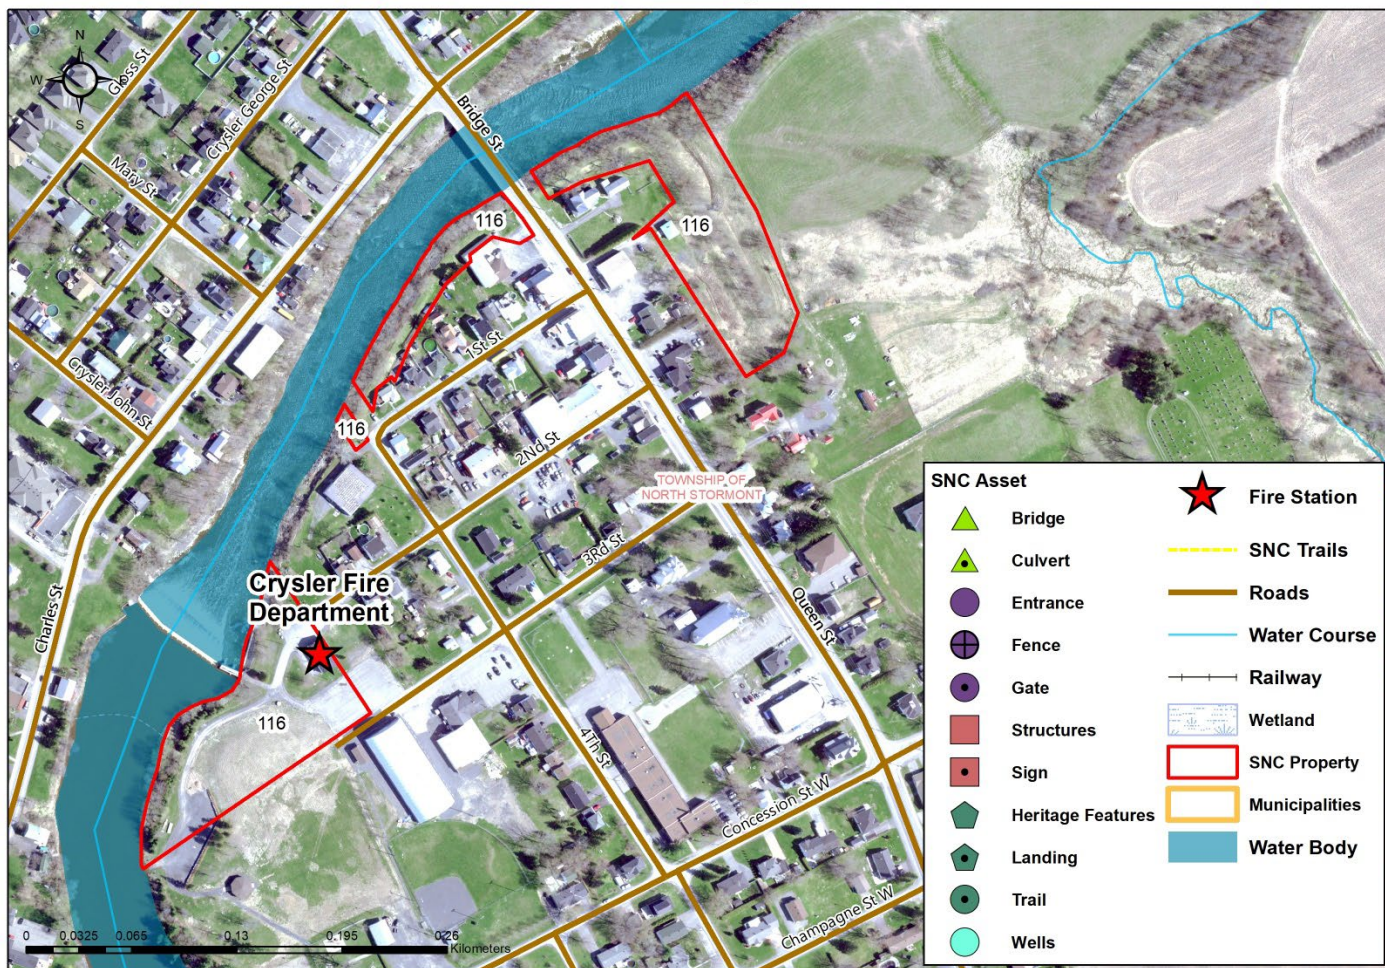 N
W
E
S
Gloss St
Crysler George St
Mary St
Bridge St
116
116
1St St
Crysler John St
116
2Nd St
TOWNSHIP OF
NORTH STORMONT
3Rd St
Crysler Fire
Department
Charles St
Queen St
116
4Th St
Concession St W
Champagne St W
0 0.0325 0.065 0.13 0.195 0.26
Kilometers
SNC Asset
Bridge
Culvert
Entrance
Fence
Gate
Structures
Sign
Heritage Features
Landing
Trail
Wells
Fire Station
SNC Trails
Roads
Water Course
Railway
Wetland
SNC Property
Municipalities
Water Body